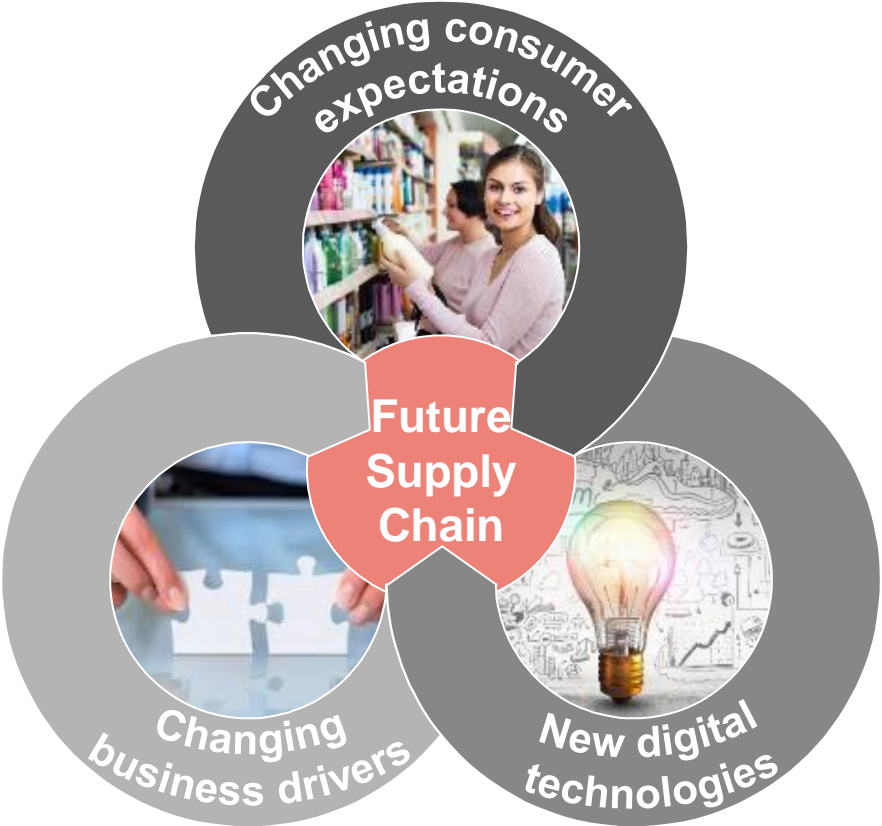 Changing consumer
expectations
Future
Supply
Chain
Changing
business drivers
New digital
technologies